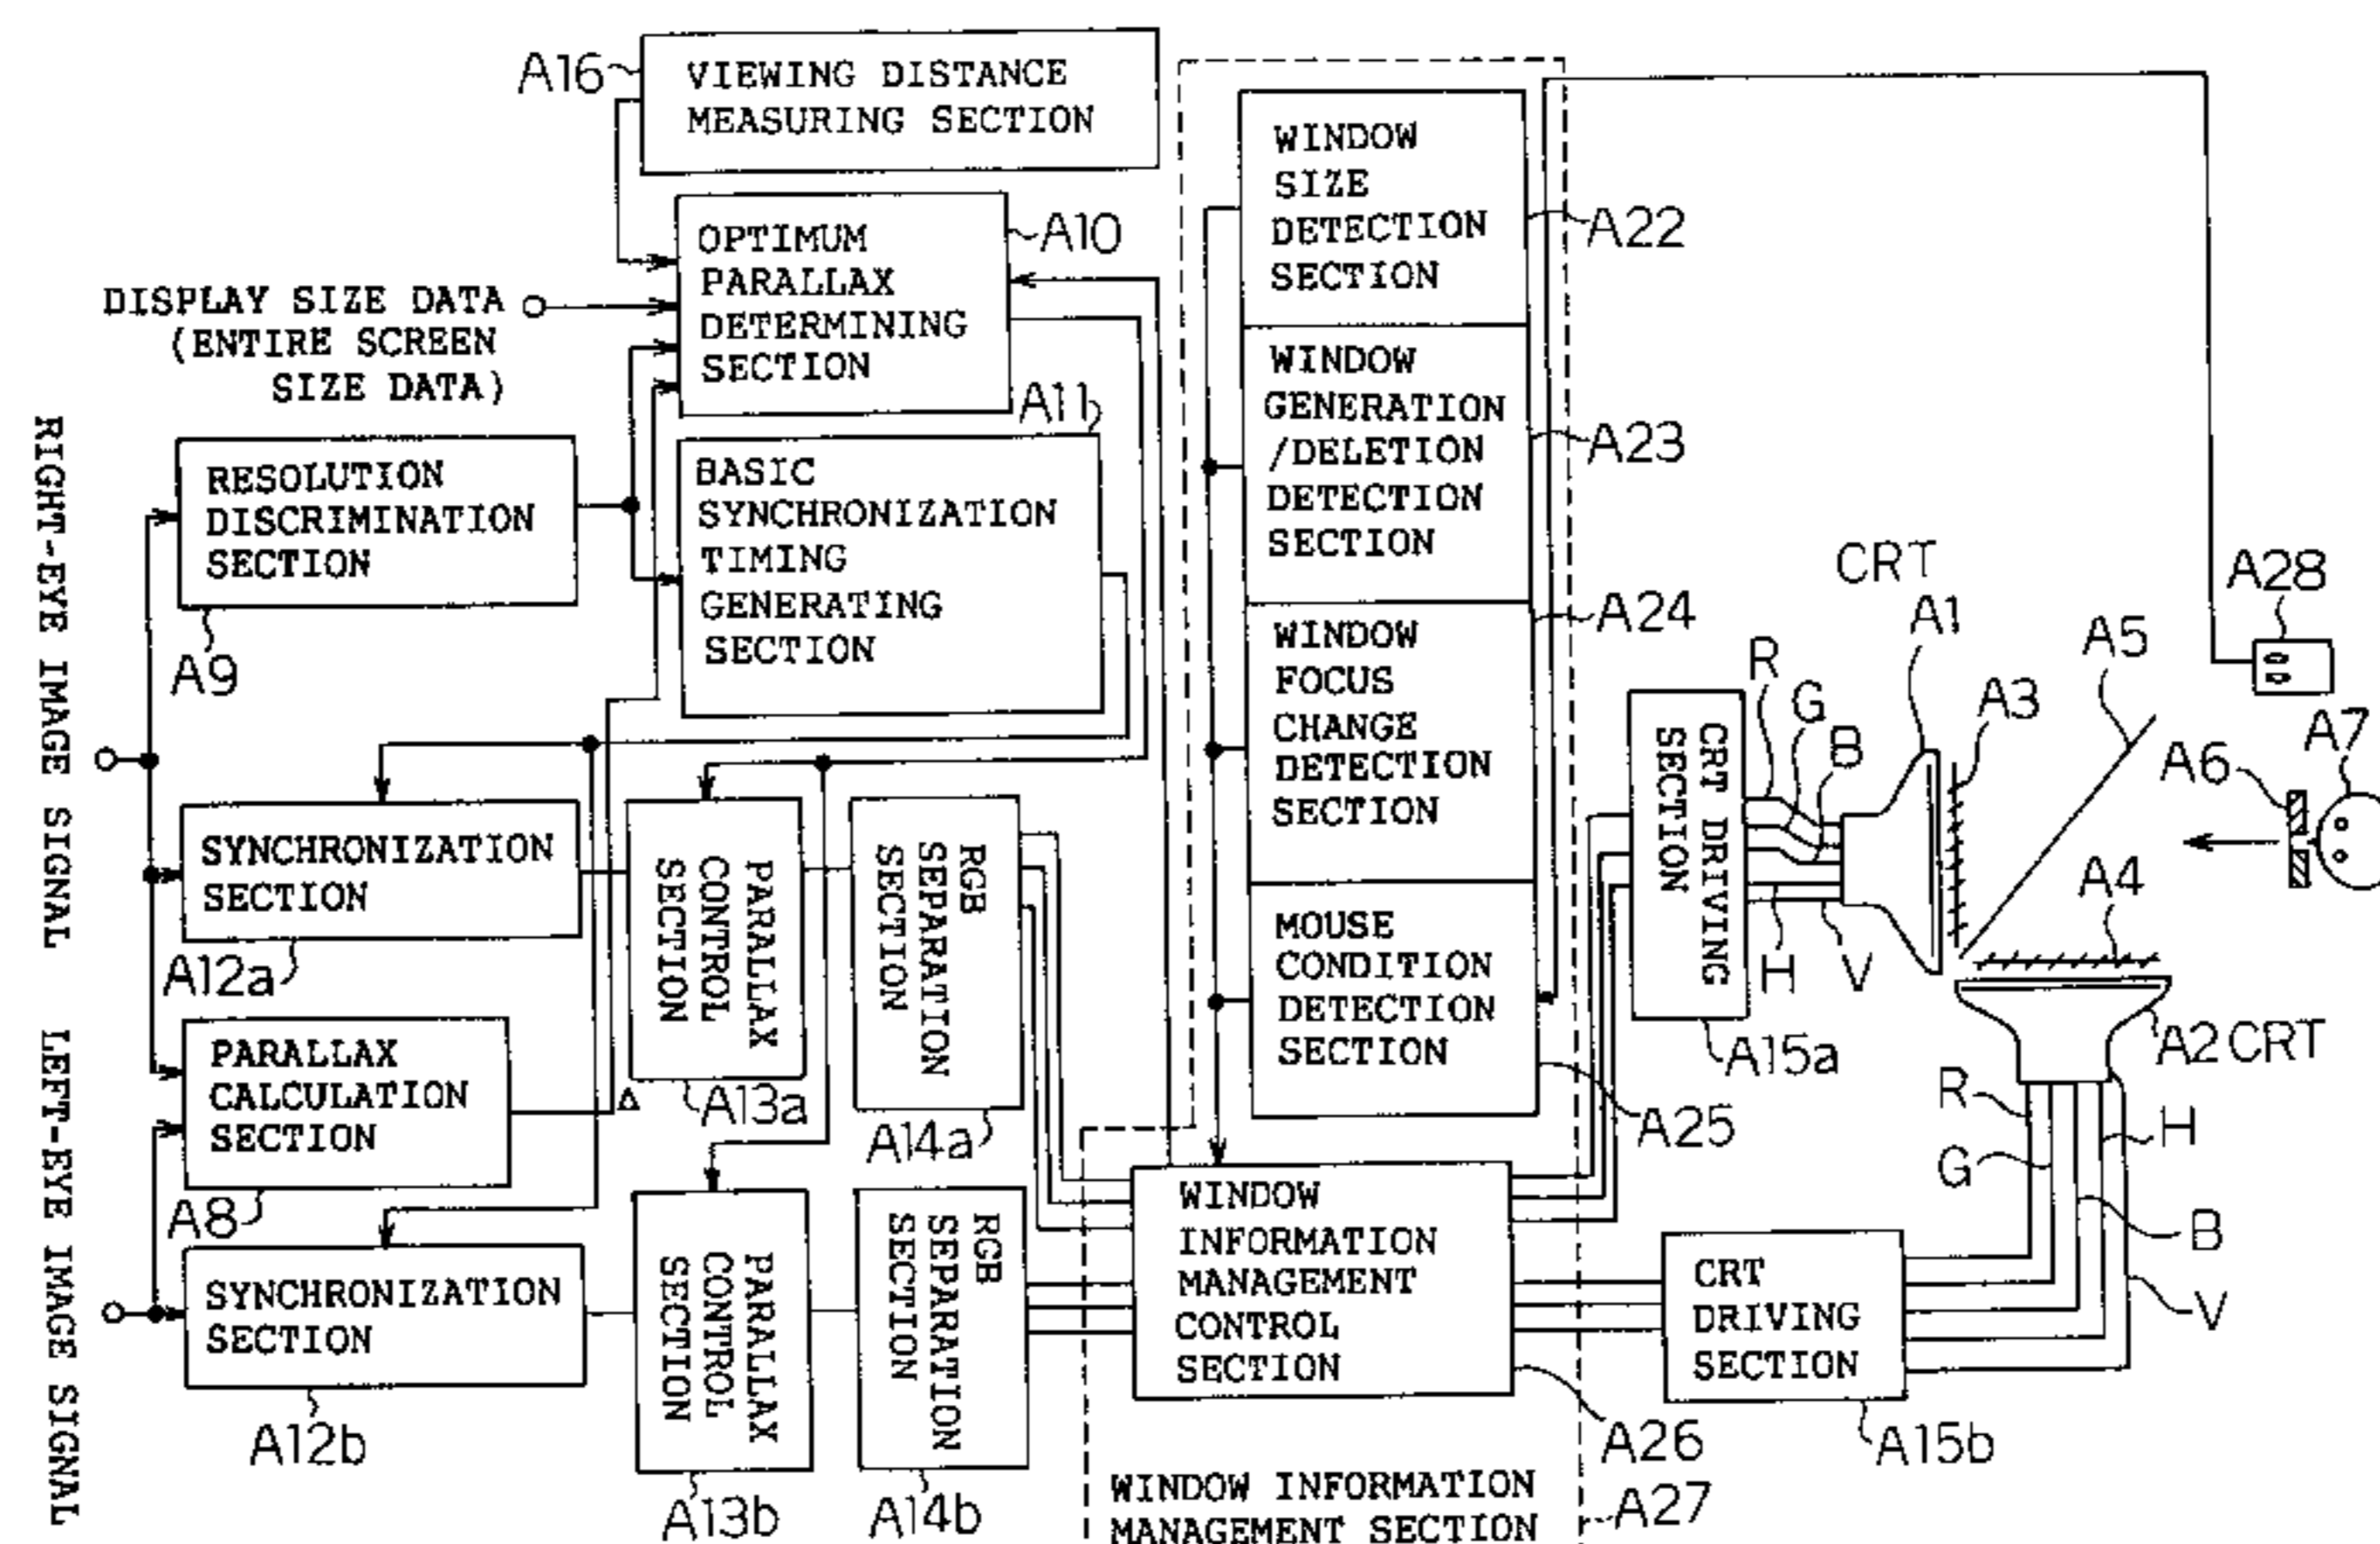 A16
VIEWING DISTANCE
MEASURING SECTION
OPTIMUM
PARALLAX
DETERMINING
SECTION
A10
DISPLAY SIZE DATA
(ENTIRE SCREEN
SIZE DATA)
A11
BASIC
SYNCHRONIZATION
TIMING
GENERATING
SECTION
RIGHT-EYE IMAGE SIGNAL
RESOLUTION
DISCRIMINATION
SECTION
A9
SYNCHRONIZATION
SECTION
A12a
PARALLAX
CONTROL
SECTION
A13a
RGB
SEPARATION
SECTION
A14a
LEFT-EYE IMAGE SIGNAL
PARALLAX
CALCULATION
SECTION
A8
Δ
SYNCHRONIZATION
SECTION
A12b
PARALLAX
CONTROL
SECTION
A13b
RGB
SEPARATION
SECTION
A14b
WINDOW
SIZE
DETECTION
SECTION
A22
WINDOW
GENERATION
/DELETION
DETECTION
SECTION
A23
WINDOW
FOCUS
CHANGE
DETECTION
SECTION
A24
MOUSE
CONDITION
DETECTION
SECTION
A25
WINDOW
INFORMATION
MANAGEMENT
CONTROL
SECTION
A26
WINDOW INFORMATION
MANAGEMENT SECTION
A27
CRT DRIVING
SECTION
A15a
R
G
B
H
V
CRT
A1
A3
A5
A28
A6
A7
A4
A2 CRT
R
G
H
B
V
CRT
DRIVING
SECTION
A15b